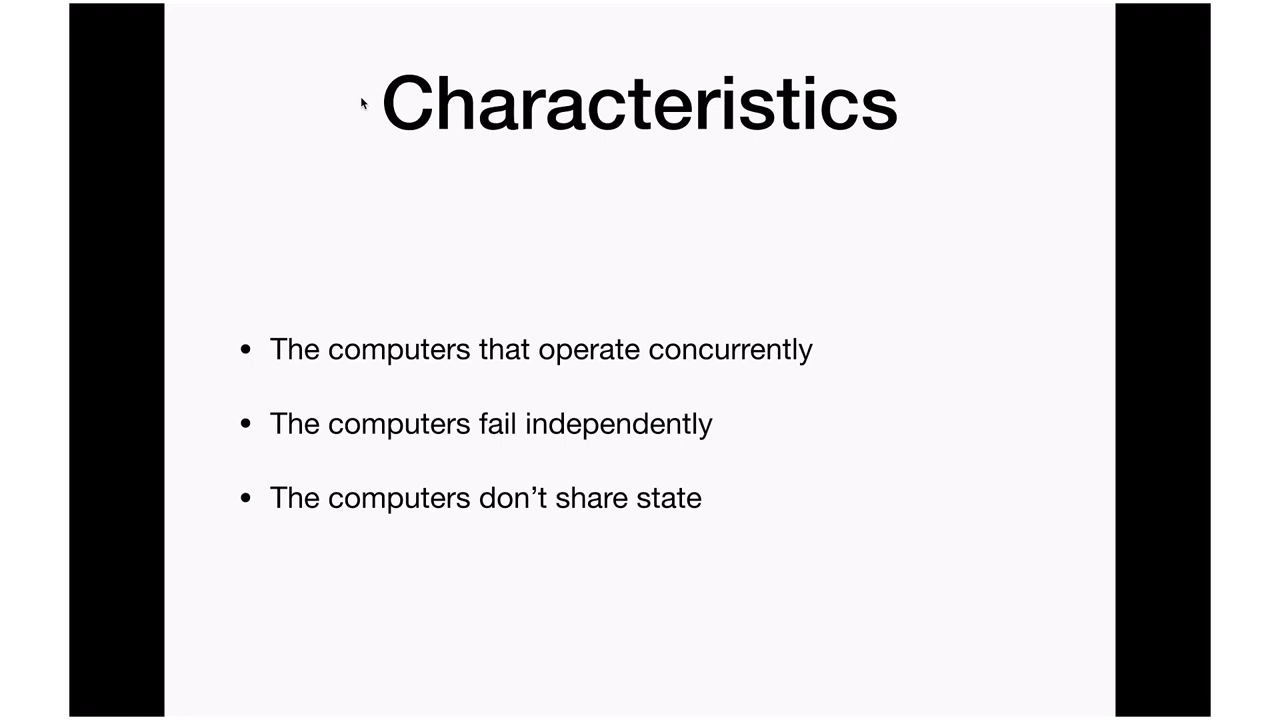 Characteristics
• The computers that operate concurrently
• The computers fail independently
• The computers don’t share state